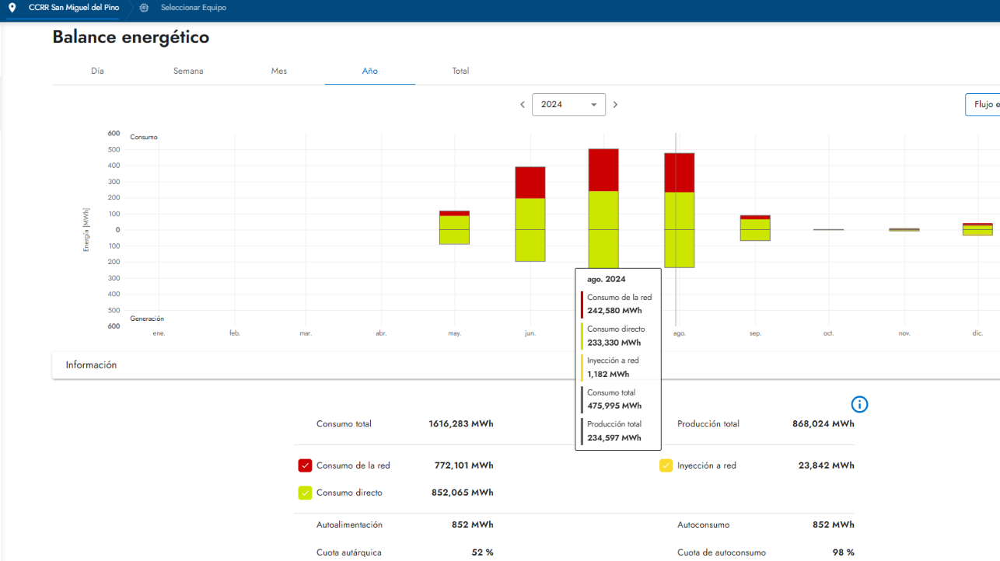 CCRR San Miguel del Pino
Seleccionar Equipo
Balance energético
Día
Semana
Mes
Año
Total
2024
Flujo e
Energía [MWh]
600
500
400
300
200
100
0
100
200
300
400
500
600
Consumo
Generación
ene.
feb.
mar.
abr.
may.
jun.
ago.
sep.
oct.
nov.
dic.
ago. 2024
Consumo de la red
242,580 MWh
Consumo directo
233,330 MWh
Inyección a red
1,182 MWh
Consumo total
475,995 MWh
Producción total
234,597 MWh
Información
Consumo total 1616,283 MWh
Consumo de la red 772,101 MWh
Consumo directo 852,065 MWh
Autoalimentación 852 MWh
Cuota autárquica 52 %
Producción total 868,024 MWh
Inyección a red 23,842 MWh
Autoconsumo 852 MWh
Cuota de autoconsumo 98 %